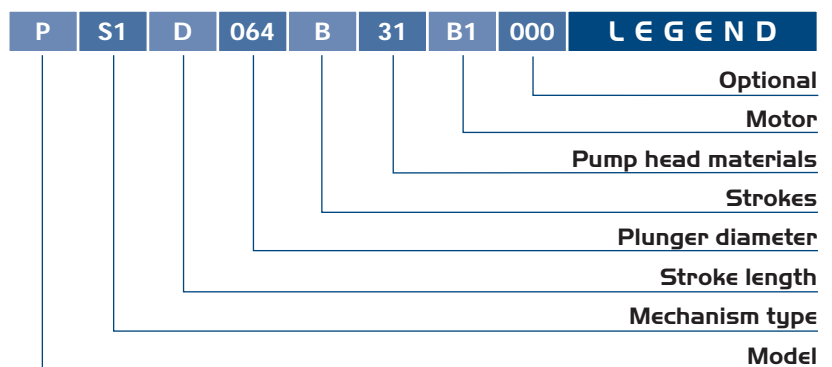 P S1 D 064 B 31 B1 000 LEGEND
Optional
Motor
Pump head materials
Strokes
Plunger diameter
Stroke length
Mechanism type
Model